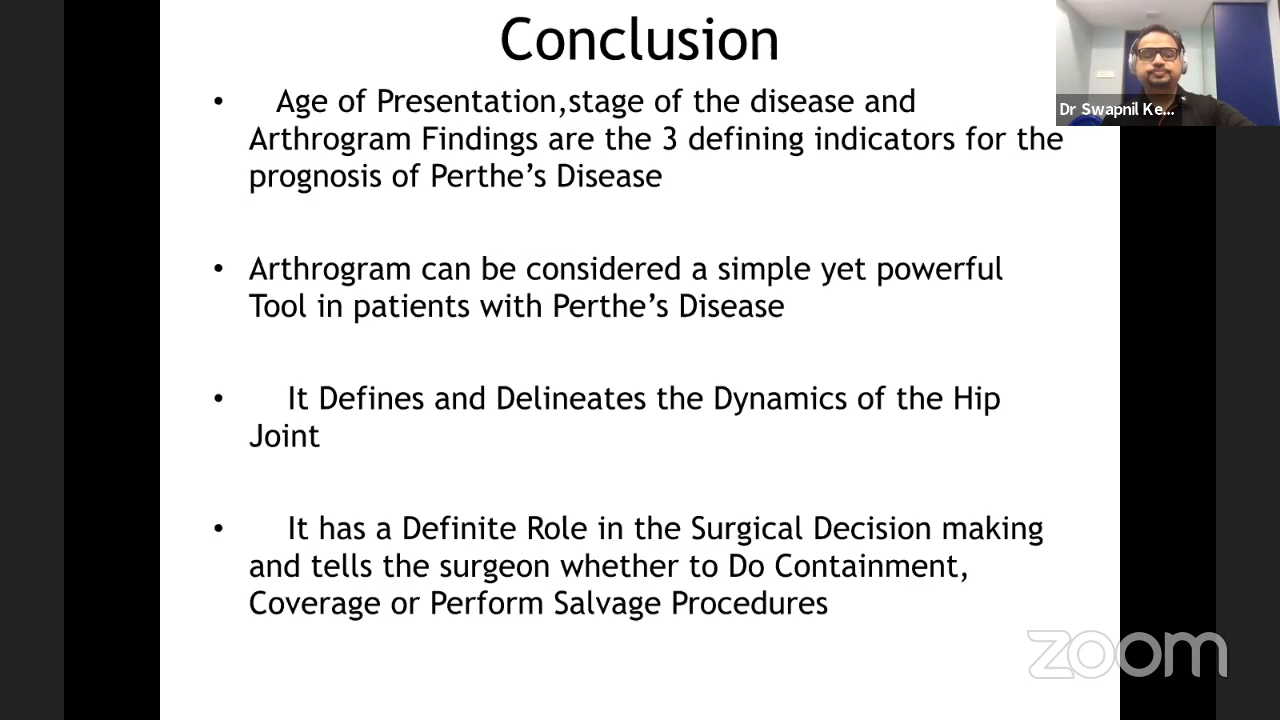 Conclusion
Dr Swapnil Ke...
• Age of Presentation,stage of the disease and
Arthrogram Findings are the 3 defining indicators for the
prognosis of Perthe’s Disease
• Arthrogram can be considered a simple yet powerful
Tool in patients with Perthe’s Disease
• It Defines and Delineates the Dynamics of the Hip
Joint
• It has a Definite Role in the Surgical Decision making
and tells the surgeon whether to Do Containment,
Coverage or Perform Salvage Procedures
zoom